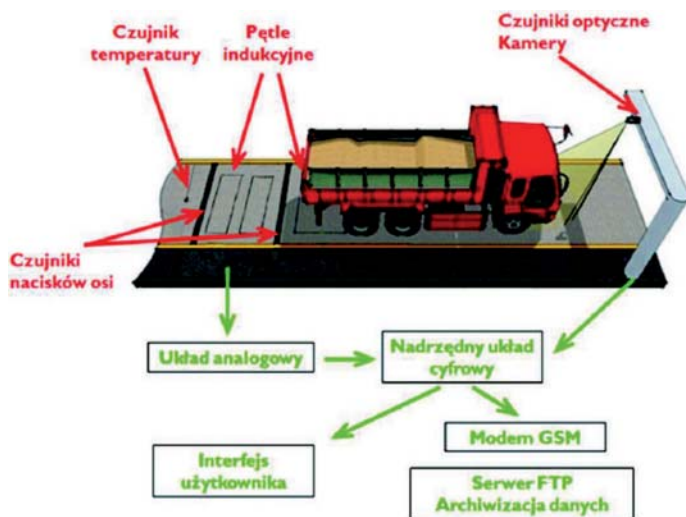 Czujnik
temperatury
Pętle
indukcyjne
Czujniki optyczne
Kamery
Czujniki
nacisków osi
Układ analogowy
Nadrzędny układ
cyfrowy
Interfejs
użytkownika
Modem GSM
Serwer FTP
Archiwizacja danych